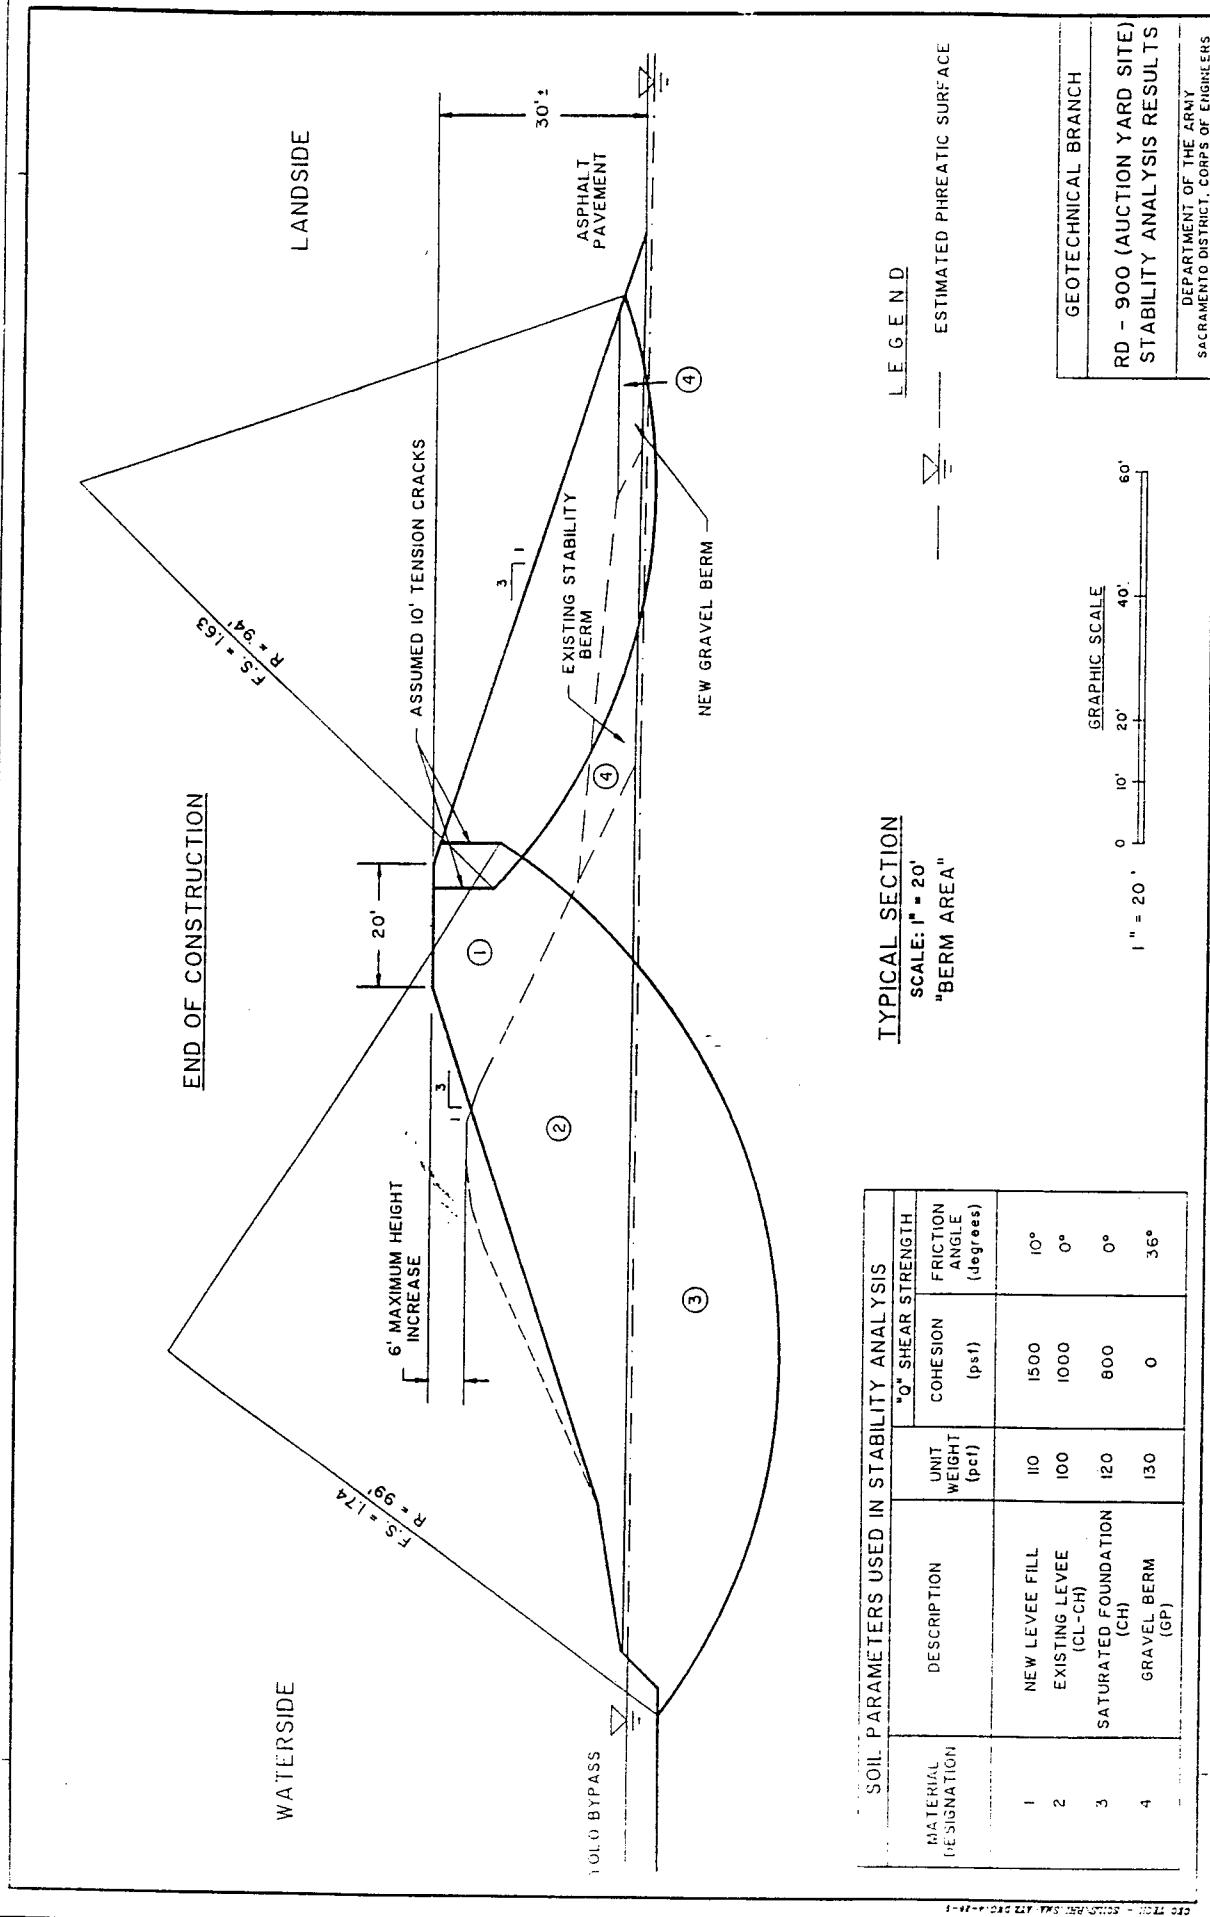 END OF CONSTRUCTION
WATERSIDE
LANDSIDE
F.S. = 1.74
R = 99'
F.S. = 1.63
R = 94'
6' MAXIMUM HEIGHT
INCREASE
20'
ASSUMED 10' TENSION CRACKS
30'±
3
1
3
1
ASPHALT
PAVEMENT
EXISTING STABILITY
BERM
NEW GRAVEL BERM
YOLO BYPASS
1
2
3
4
4
TYPICAL SECTION
SCALE: 1" = 20'
"BERM AREA"
LEGEND
ESTIMATED PHREATIC SURFACE
GRAPHIC SCALE
1" = 20'
0 10' 20' 40' 60'
SOIL PARAMETERS USED IN STABILITY ANALYSIS
MATERIAL DESIGNATION
DESCRIPTION
UNIT WEIGHT (pcf)
"Q" SHEAR STRENGTH
COHESION (psf)
FRICTION ANGLE (degrees)
1 NEW LEVEE FILL 110 1500 10°
2 EXISTING LEVEE (CL-CH) 100 1000 0°
3 SATURATED FOUNDATION (CH) 120 800 0°
4 GRAVEL BERM (GP) 130 0 36°
GEOTECHNICAL BRANCH
RD - 900 (AUCTION YARD SITE)
STABILITY ANALYSIS RESULTS
DEPARTMENT OF THE ARMY
SACRAMENTO DISTRICT, CORPS OF ENGINEERS